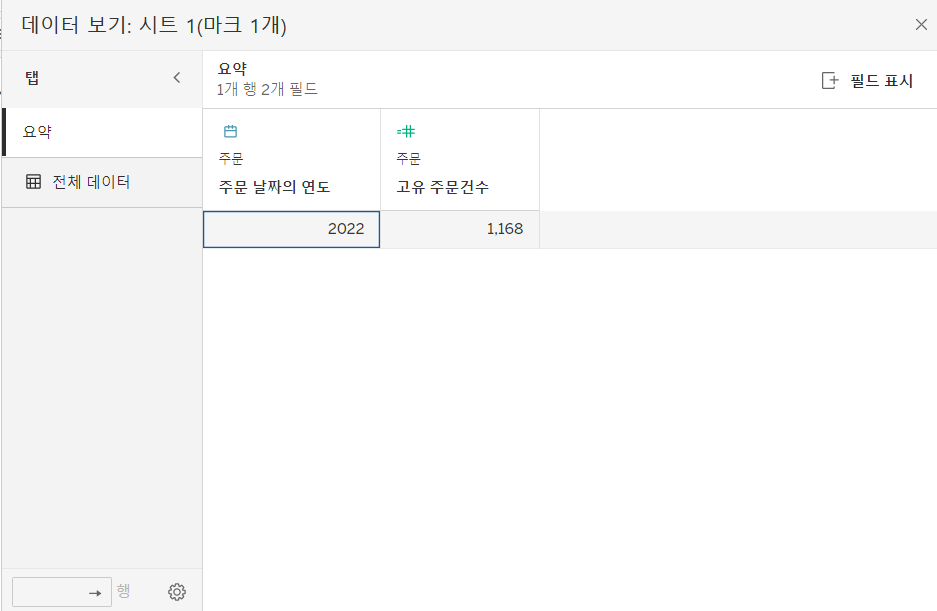 데이터 보기: 시트 1(마크 1개)
탭
요약
전체 데이터
행
요약
1개 행 2개 필드
필드 표시
주문
주문 날짜의 연도
주문
고유 주문건수
2022
1,168